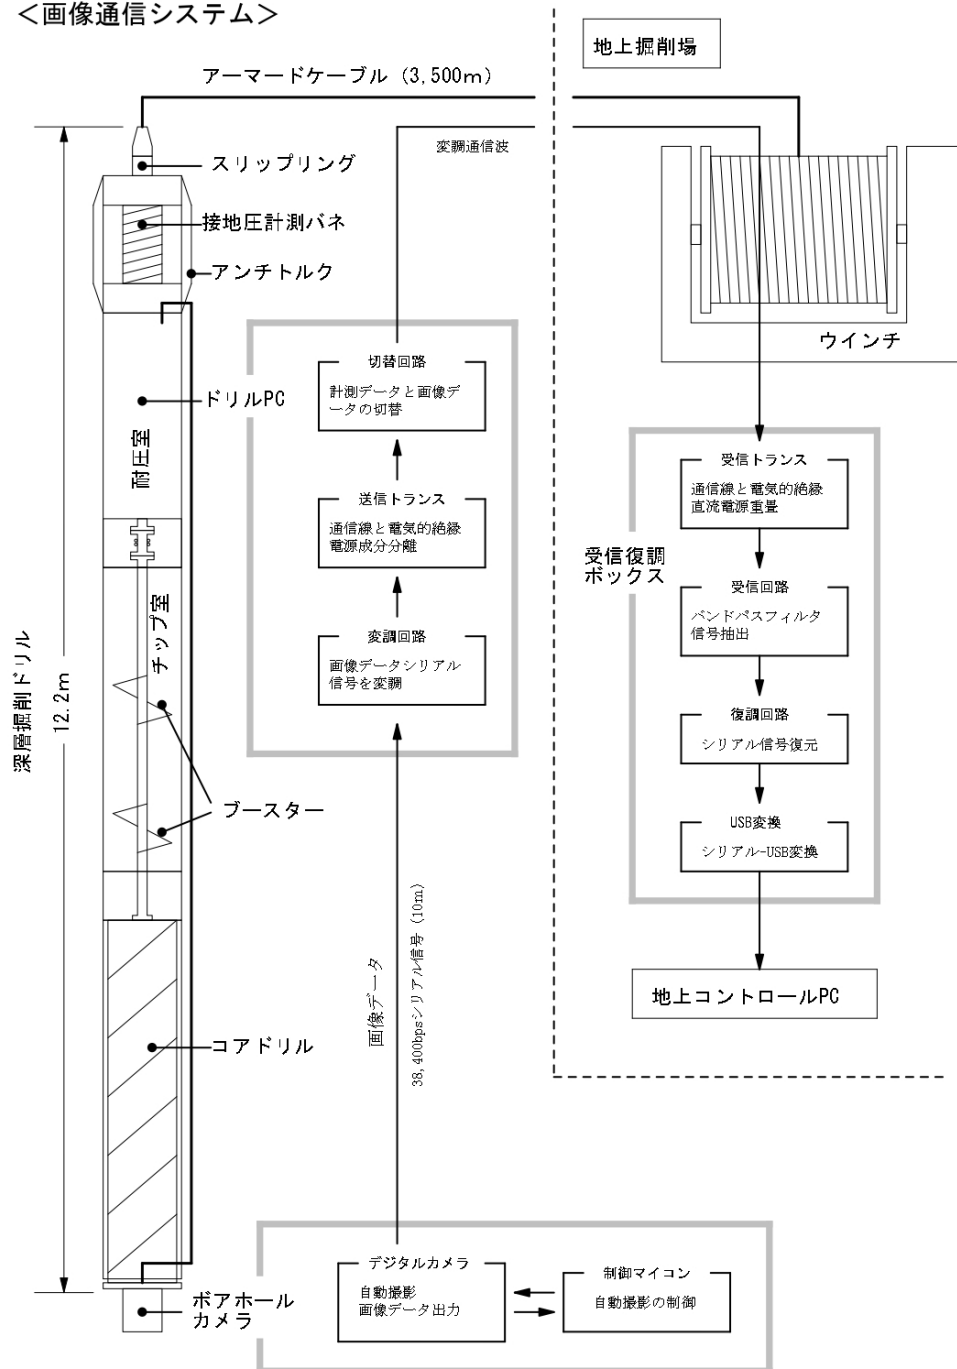 ＜画像通信システム＞
地上掘削場
アーマードケーブル (3,500m)
変調通信波
スリップリング
接地圧計測バネ
アンチトルク
ウインチ
ドリルPC
耐圧室
チップ室
深層掘削ドリル
12.2m
ブースター
コアドリル
ボアホール
カメラ
切替回路
計測データと画像デ
ータの切替
送信トランス
通信線と電気的絶縁
電源成分分離
変調回路
画像データシリアル
信号を変調
画像データ
38,400bpsシリアル信号 (10m)
デジタルカメラ
自動撮影
画像データ出力
制御マイコン
自動撮影の制御
受信復調
ボックス
受信トランス
通信線と電気的絶縁
直流電源重畳
受信回路
バンドパスフィルタ
信号抽出
復調回路
シリアル信号復元
USB変換
シリアル-USB変換
地上コントロールPC